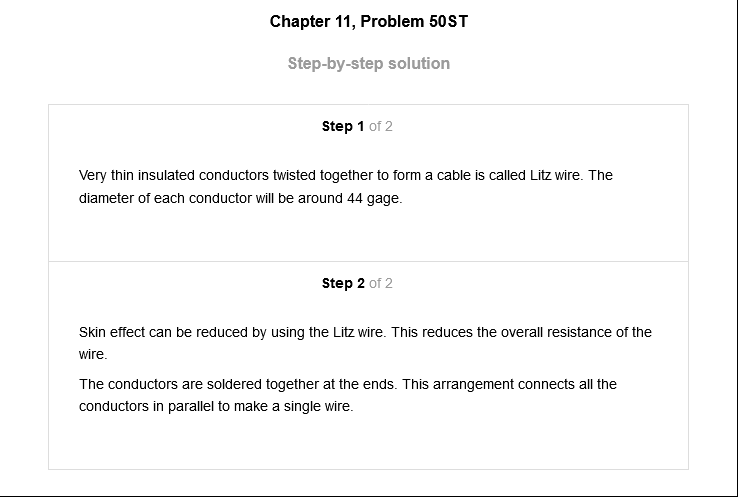 Chapter 11, Problem 50ST
Step-by-step solution
Step 1 of 2
Very thin insulated conductors twisted together to form a cable is called Litz wire. The
diameter of each conductor will be around 44 gage.
Step 2 of 2
Skin effect can be reduced by using the Litz wire. This reduces the overall resistance of the
wire.
The conductors are soldered together at the ends. This arrangement connects all the
conductors in parallel to make a single wire.